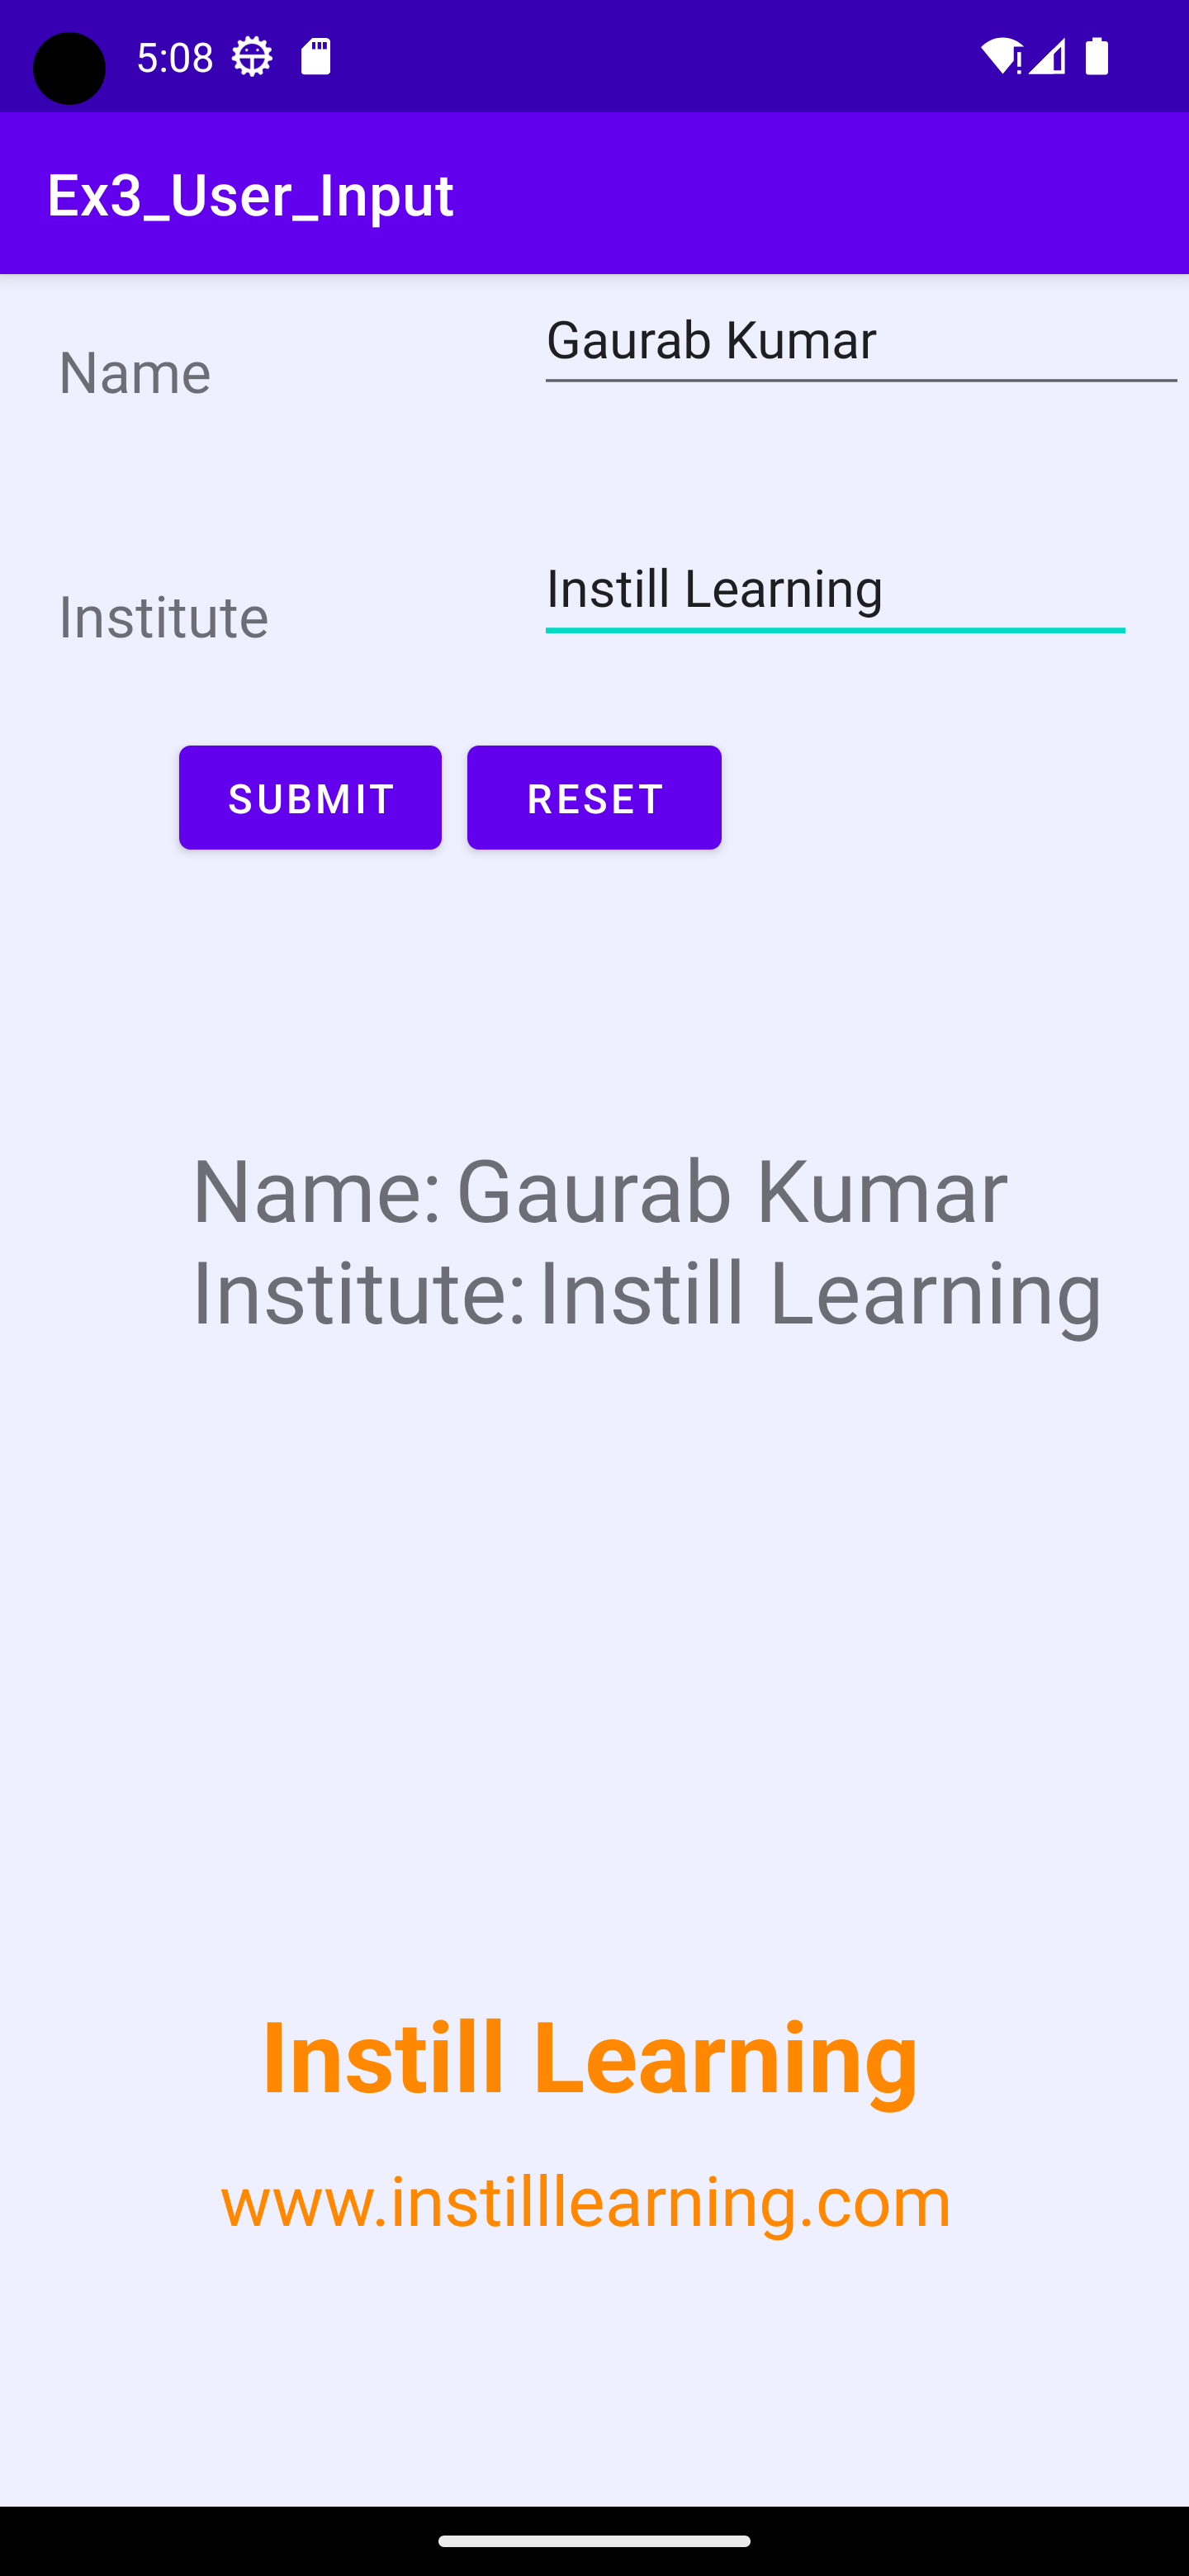 5:08
Ex3_User_Input
Name
Gaurab Kumar
Institute
Instill Learning
SUBMIT RESET
Name: Gaurab Kumar
Institute: Instill Learning
Instill Learning
www.instilllearning.com